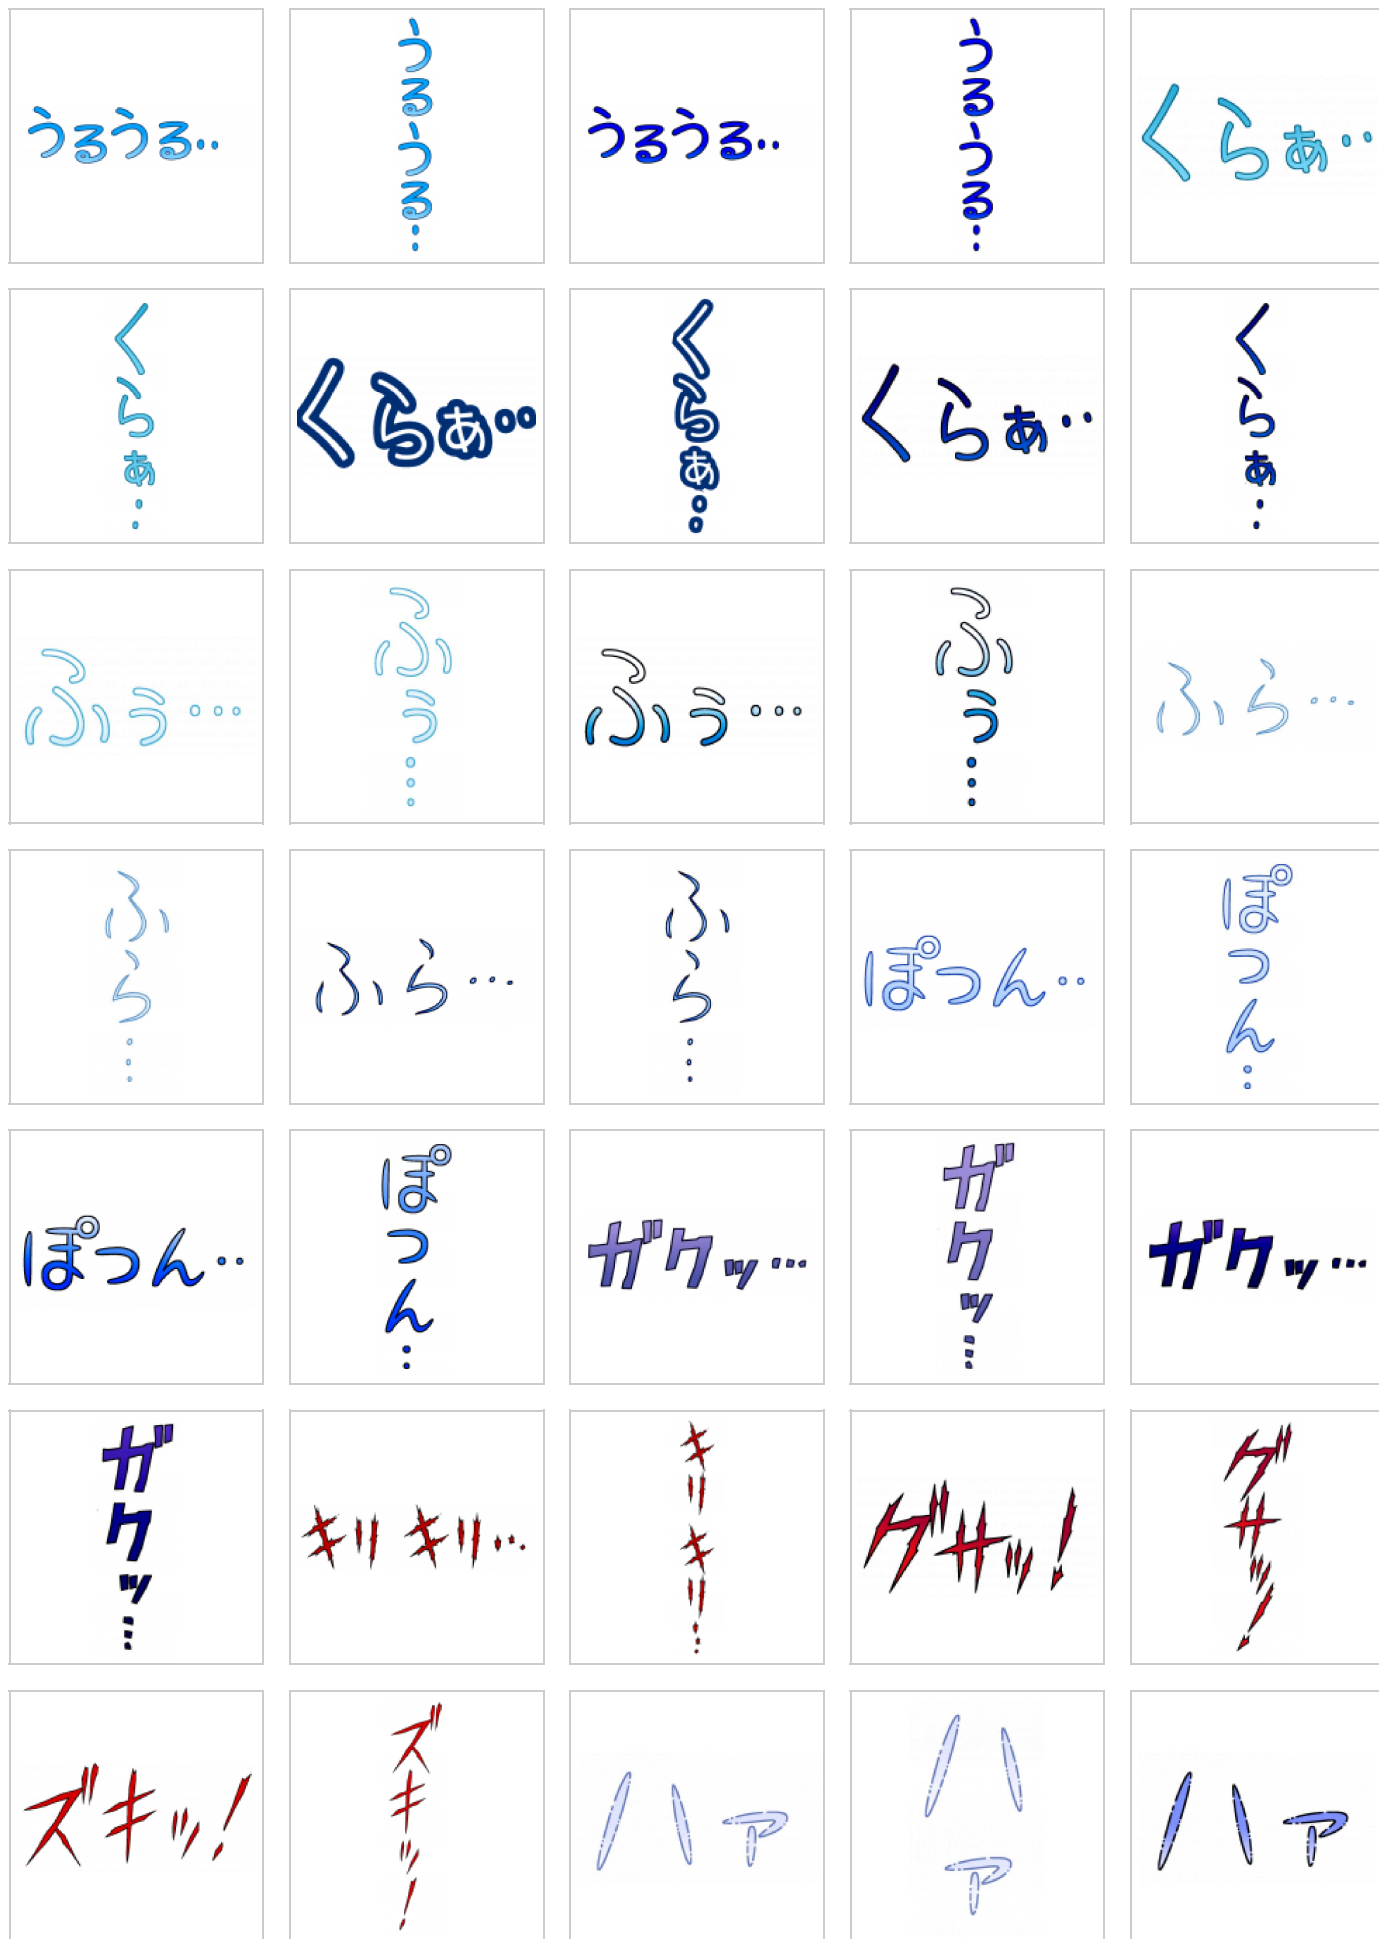 うるうる‥
うるうる‥
うるうる‥
うるうる‥
くらぁ‥
くらぁ‥
くらぁ‥
くらぁ‥
くらぁ‥
くらぁ‥
ふぅ…
ふぅ…
ふぅ…
ふぅ…
ふら…
ふら…
ふら…
ふら…
ぽつん‥
ぽつん‥
ぽつん‥
ぽつん‥
ガクッ…
ガクッ…
ガクッ…
ガクッ…
キリキリ…
キリキリ…
グサッ!
グサッ!
ズキッ!
ズキッ!
ハァ
ハァ
ハァ